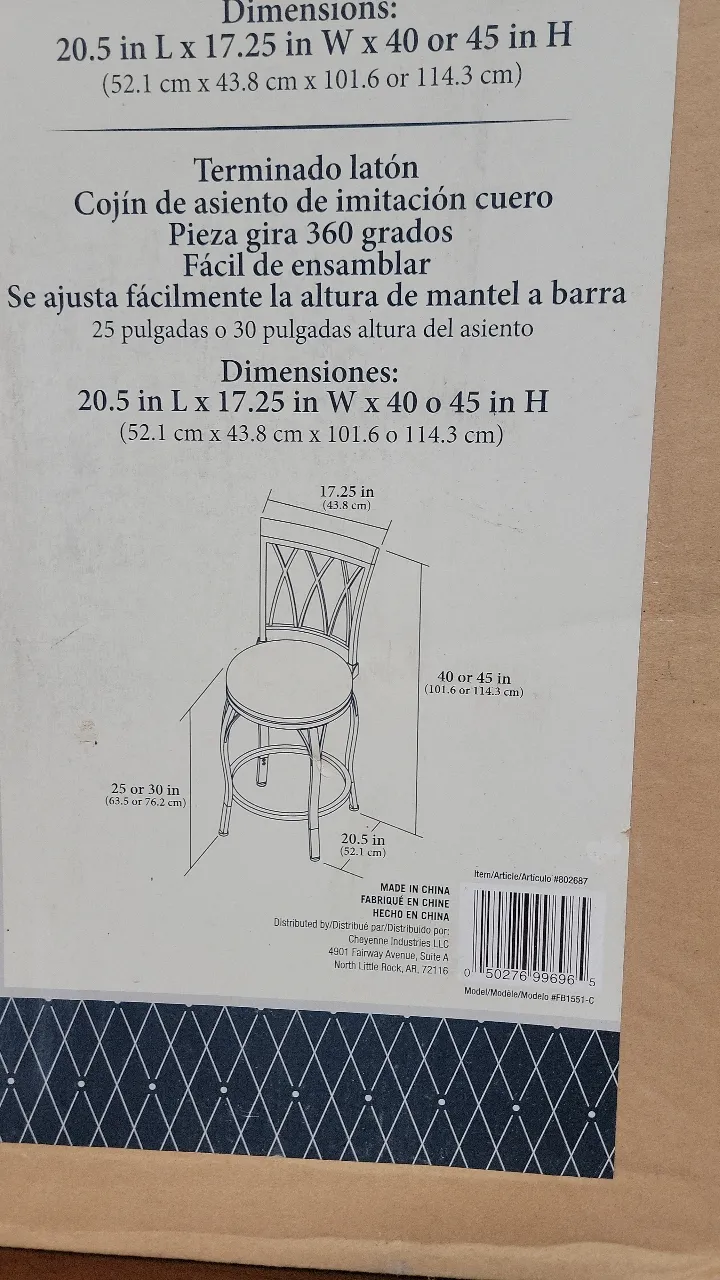 Dimensions:
20.5 in L x 17.25 in W x 40 or 45 in H
(52.1 cm x 43.8 cm x 101.6 or 114.3 cm)
Terminado latón
Cojín de asiento de imitación cuero
Pieza gira 360 grados
Fácil de ensamblar
Se ajusta fácilmente la altura de mantel a barra
25 pulgadas o 30 pulgadas altura del asiento
Dimensiones:
20.5 in L x 17.25 in W x 40 o 45 in H
(52.1 cm x 43.8 cm x 101.6 o 114.3 cm)
17.25 in
(43.8 cm)
40 or 45 in
(101.6 or 114.3 cm)
25 or 30 in
(63.5 or 76.2 cm)
20.5 in
(52.1 cm)
MADE IN CHINA
FABRIQUÉ EN CHINE
HECHO EN CHINA
Distributed by/Distribué par/Distribuido por:
Cheyenne Industries LLC
4901 Fairway Avenue, Suite A
North Little Rock, AR, 72116
Item/Article/Artículo #802687
0 50276 99696 5
Model/Modèle/Modelo #FB1551-C